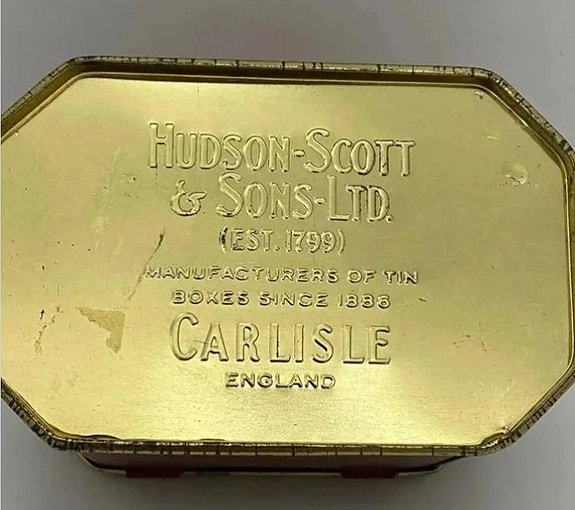 HUDSON-SCOTT
& SONS-LTD.
(EST. 1799)
MANUFACTURERS OF TIN
BOXES SINCE 1886
CARLISLE
ENGLAND